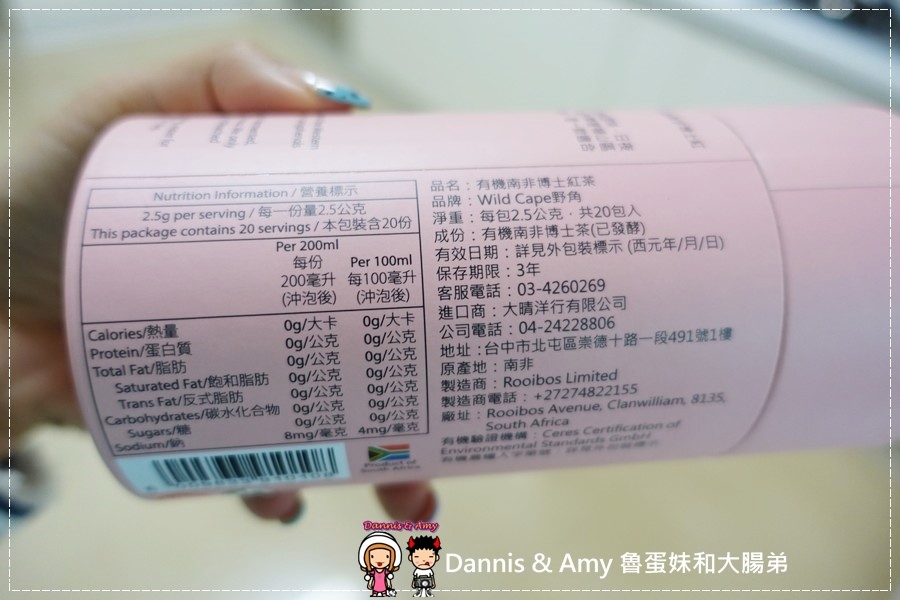 Nutrition Information / 營養標示
2.5g per serving / 每一份量2.5公克
This package contains 20 servings / 本包裝含20份
Per 200ml
每份
200毫升
(沖泡後)
Per 100ml
每100毫升
(沖泡後)
Calories/熱量 0g/大卡 0g/大卡
Protein/蛋白質 0g/公克 0g/公克
Total Fat/脂肪 0g/公克 0g/公克
Saturated Fat/飽和脂肪 0g/公克 0g/公克
Trans Fat/反式脂肪 0g/公克 0g/公克
Carbohydrates/碳水化合物 0g/公克 0g/公克
Sugars/糖 0g/公克 0g/公克
Sodium/鈉 8mg/毫克 4mg/毫克
品名：有機南非博士紅茶
品牌：Wild Cape野角
淨重：每包2.5公克．共20包入
成份：有機南非博士茶(已發酵)
有效日期：詳見外包裝標示 (西元年/月/日)
保存期限：3年
客服電話：03-4260269
進口商：大晴洋行有限公司
公司電話：04-24228806
地址：台中市北屯區崇德十路一段491號1樓
原產地：南非
製造商：Rooibos Limited
製造商電話：+27274822155
廠址：Rooibos Avenue, Clanwilliam, 8135,
South Africa
有機驗證機構：Ceres Certification of
Environmental Standards GmbH
Product of
South Africa
Dannis & Amy
Dannis & Amy 魯蛋妹和大腸弟